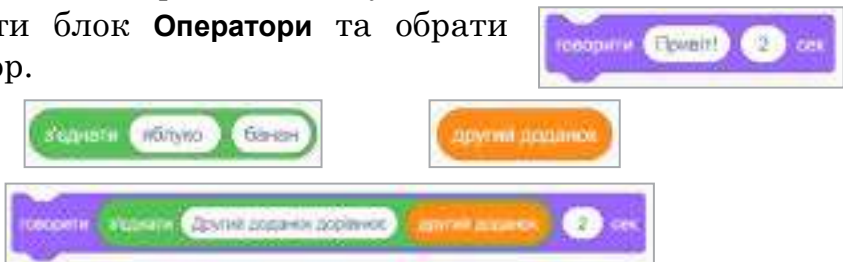 ти блок Оператори та обрати
ор.
говорити Привіт! 2 сек
з'єднати яблуко банан
другий доданок
говорити з'єднати Другий доданок дорівнює другий доданок 2 сек